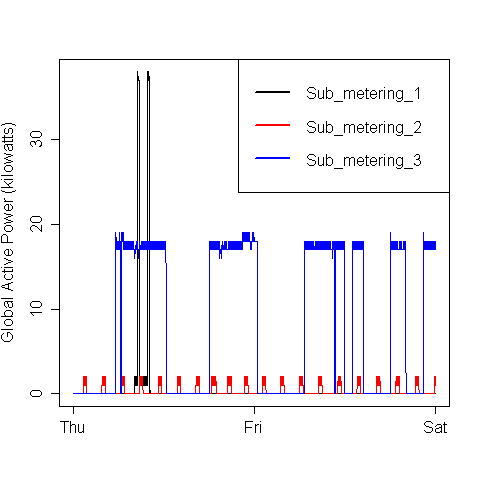 Sub_metering_1
Sub_metering_2
Sub_metering_3
Global Active Power (kilowatts)
30
20
10
0
Thu Fri Sat